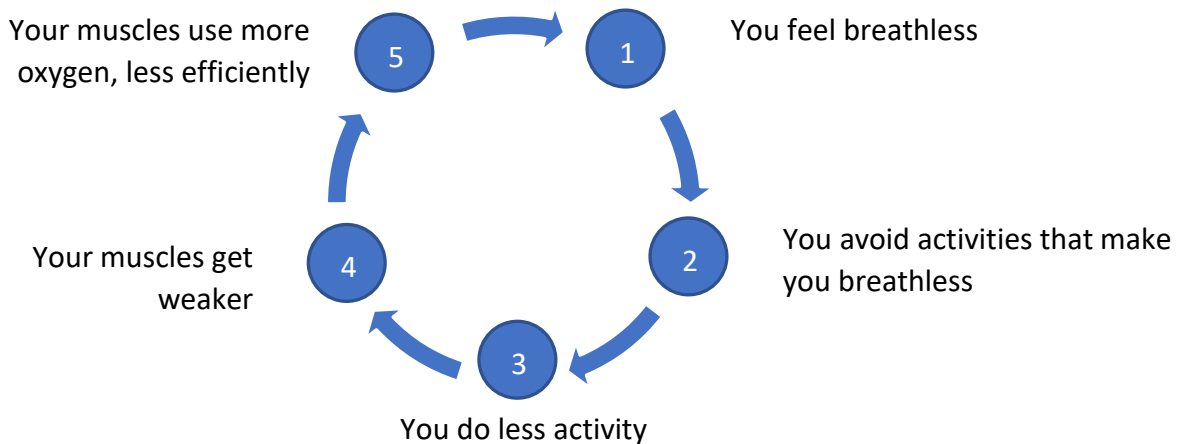 1
You feel breathless
2
You avoid activities that make
you breathless
3
You do less activity
4
Your muscles get
weaker
5
Your muscles use more
oxygen, less efficiently